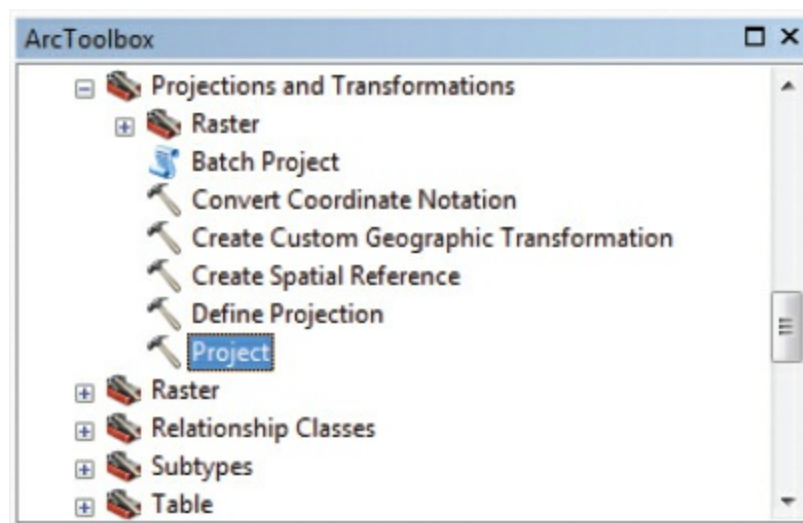 ArcToolbox
Projections and Transformations
Raster
Batch Project
Convert Coordinate Notation
Create Custom Geographic Transformation
Create Spatial Reference
Define Projection
Project
Raster
Relationship Classes
Subtypes
Table